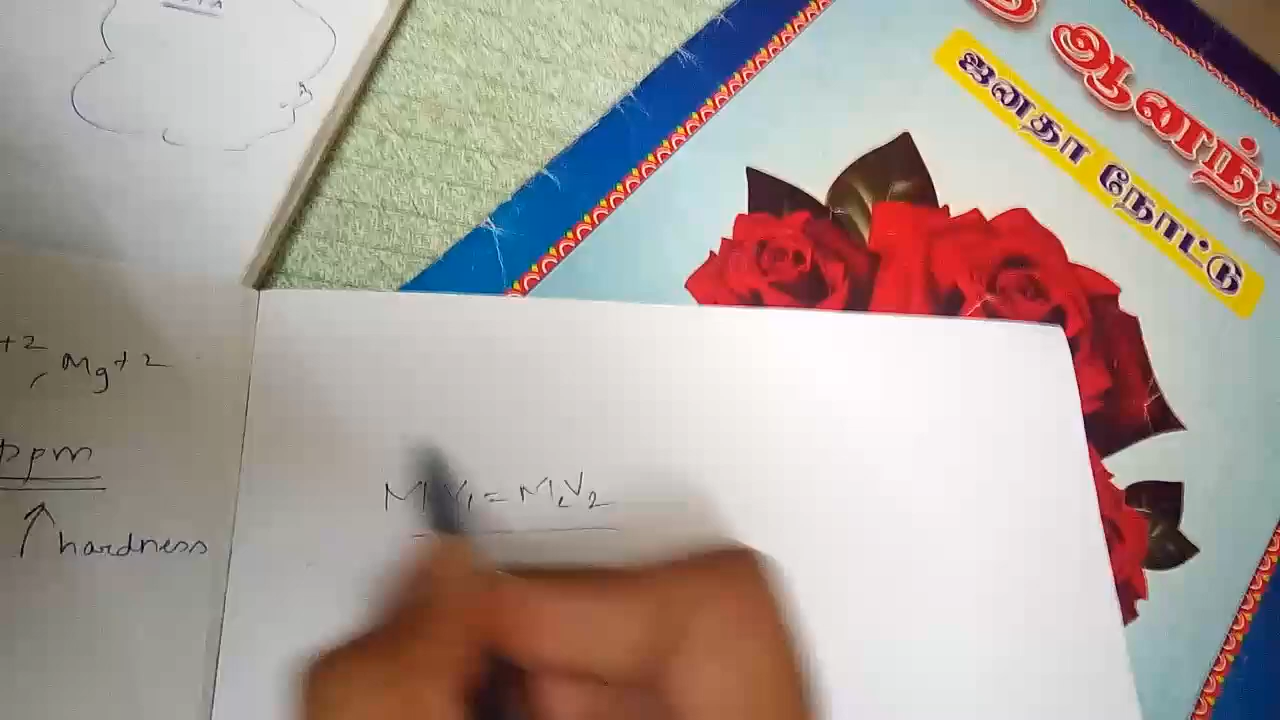 ஜனதா நோட்டு
+2, Mg+2
ppm
↑ hardness
M1V1 = M2V2